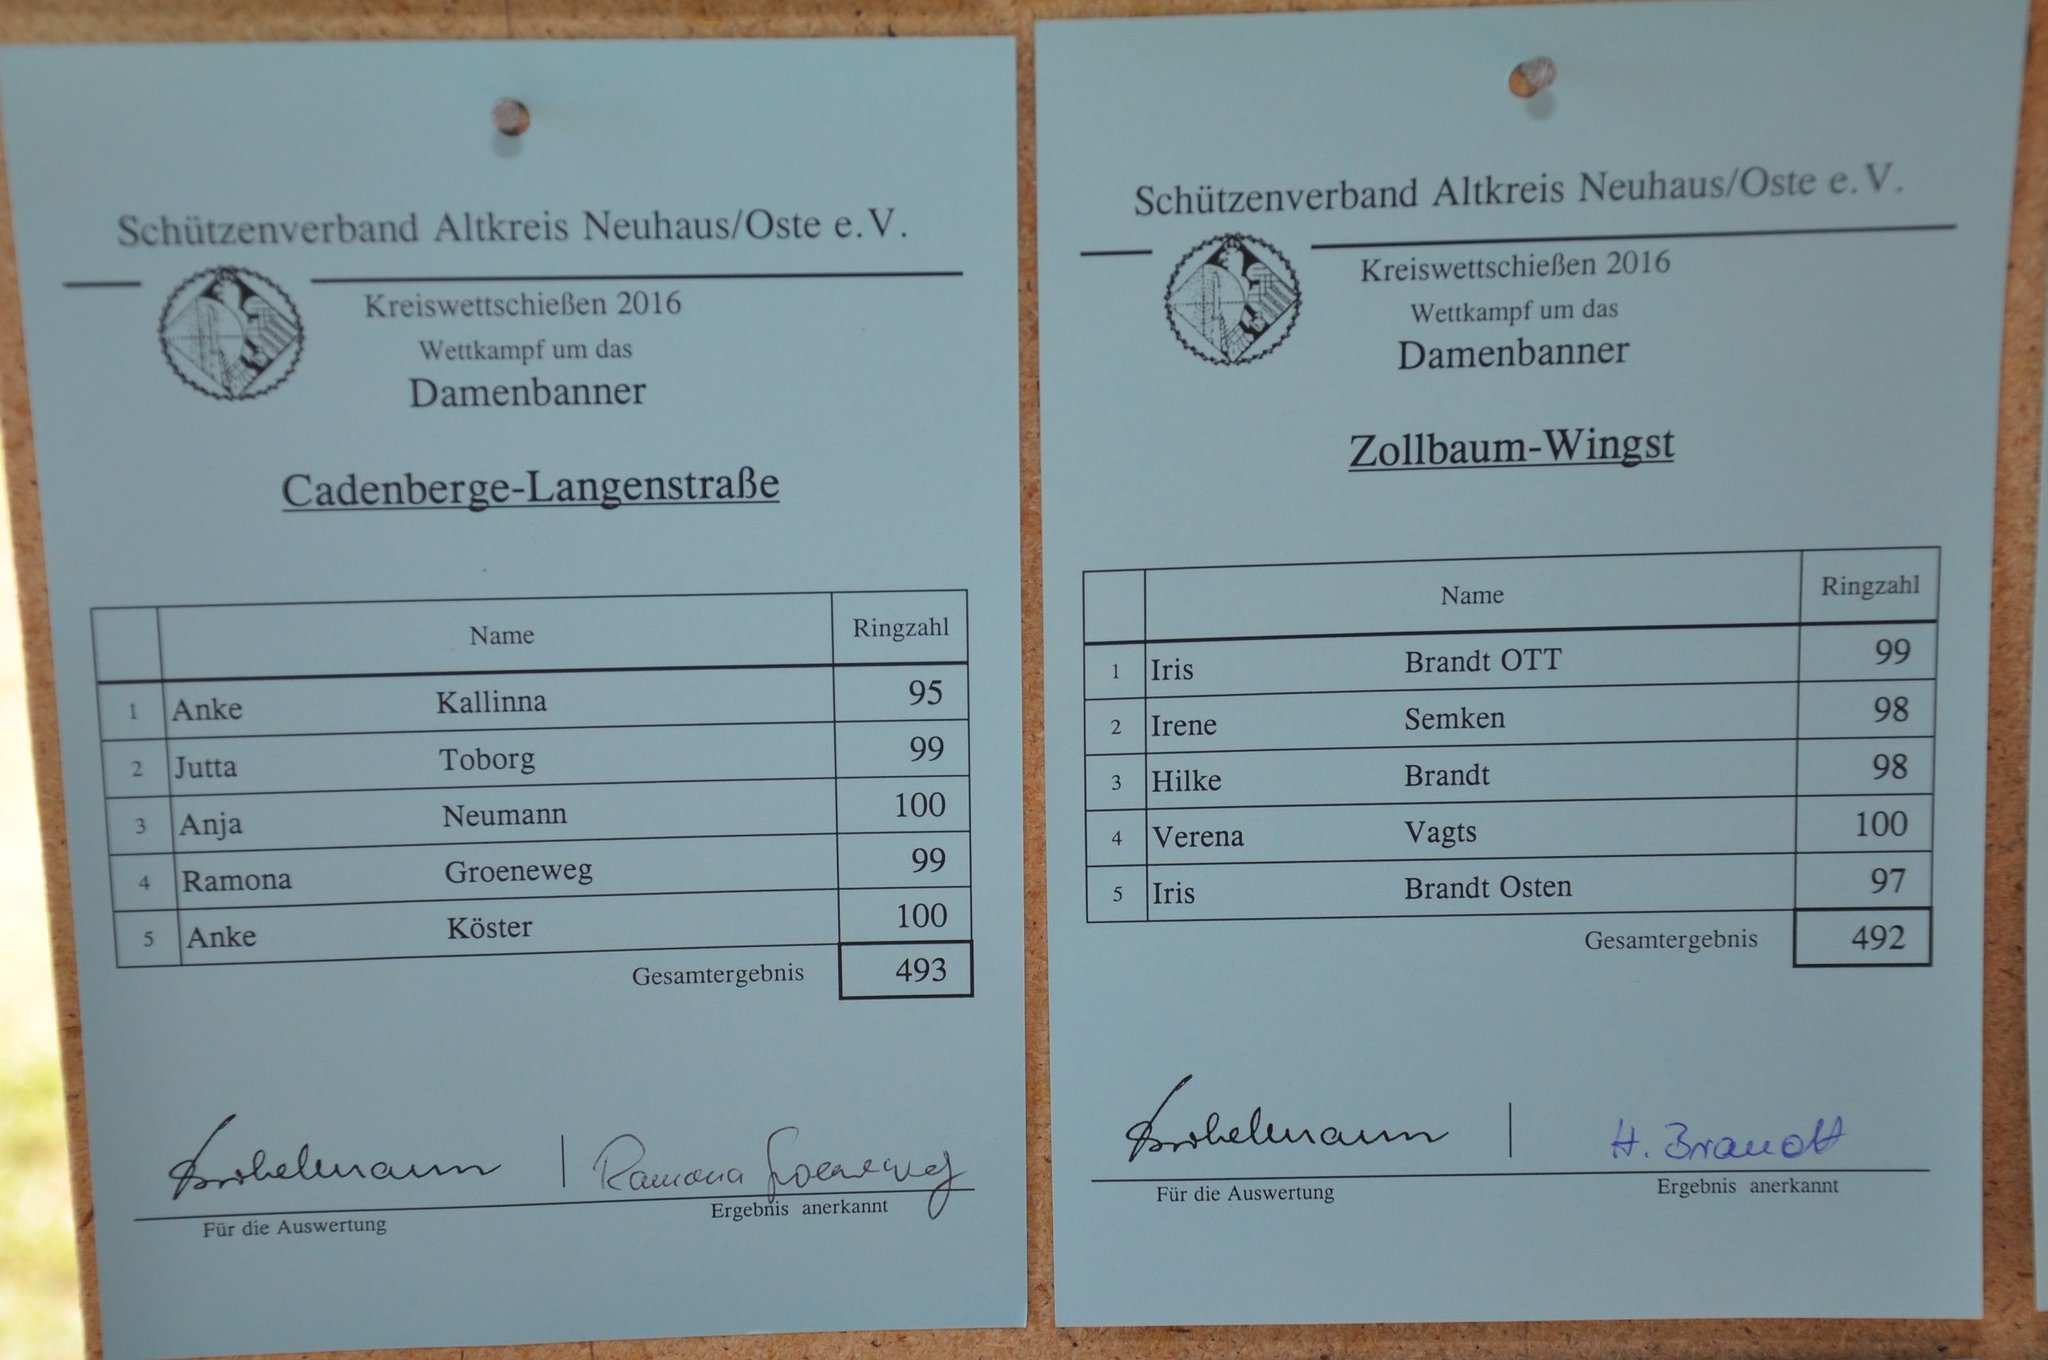 Schützenverband Altkreis Neuhaus/Oste e.V.
Kreiswettschießen 2016
Wettkampf um das
Damenbanner
Cadenberge-Langenstraße
Name Ringzahl
1 Anke Kallinna 95
2 Jutta Toborg 99
3 Anja Neumann 100
4 Ramona Groeneweg 99
5 Anke Köster 100
Gesamtergebnis 493
Ramona Groeneweg
Für die Auswertung Ergebnis anerkannt
Schützenverband Altkreis Neuhaus/Oste e.V.
Kreiswettschießen 2016
Wettkampf um das
Damenbanner
Zollbaum-Wingst
Name Ringzahl
1 Iris Brandt OTT 99
2 Irene Semken 98
3 Hilke Brandt 98
4 Verena Vagts 100
5 Iris Brandt Osten 97
Gesamtergebnis 492
H. Brandt
Für die Auswertung Ergebnis anerkannt